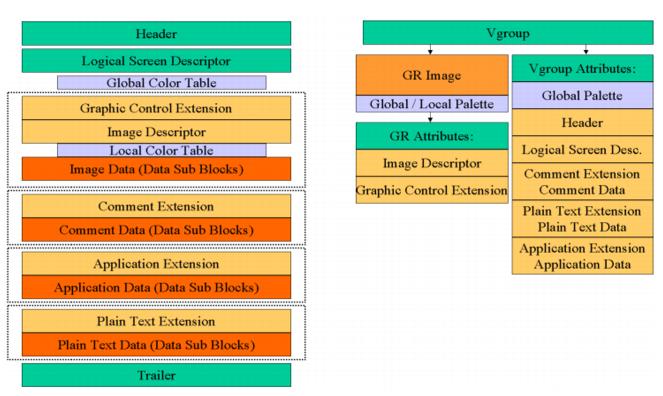 Header
Logical Screen Descriptor
Global Color Table
Graphic Control Extension
Image Descriptor
Local Color Table
Image Data (Data Sub Blocks)
Comment Extension
Comment Data (Data Sub Blocks)
Application Extension
Application Data (Data Sub Blocks)
Plain Text Extension
Plain Text Data (Data Sub Blocks)
Trailer
Vgroup
GR Image
Global / Local Palette
GR Attributes:
Image Descriptor
Graphic Control Extension
Vgroup Attributes:
Global Palette
Header
Logical Screen Desc.
Comment Extension
Comment Data
Plain Text Extension
Plain Text Data
Application Extension
Application Data